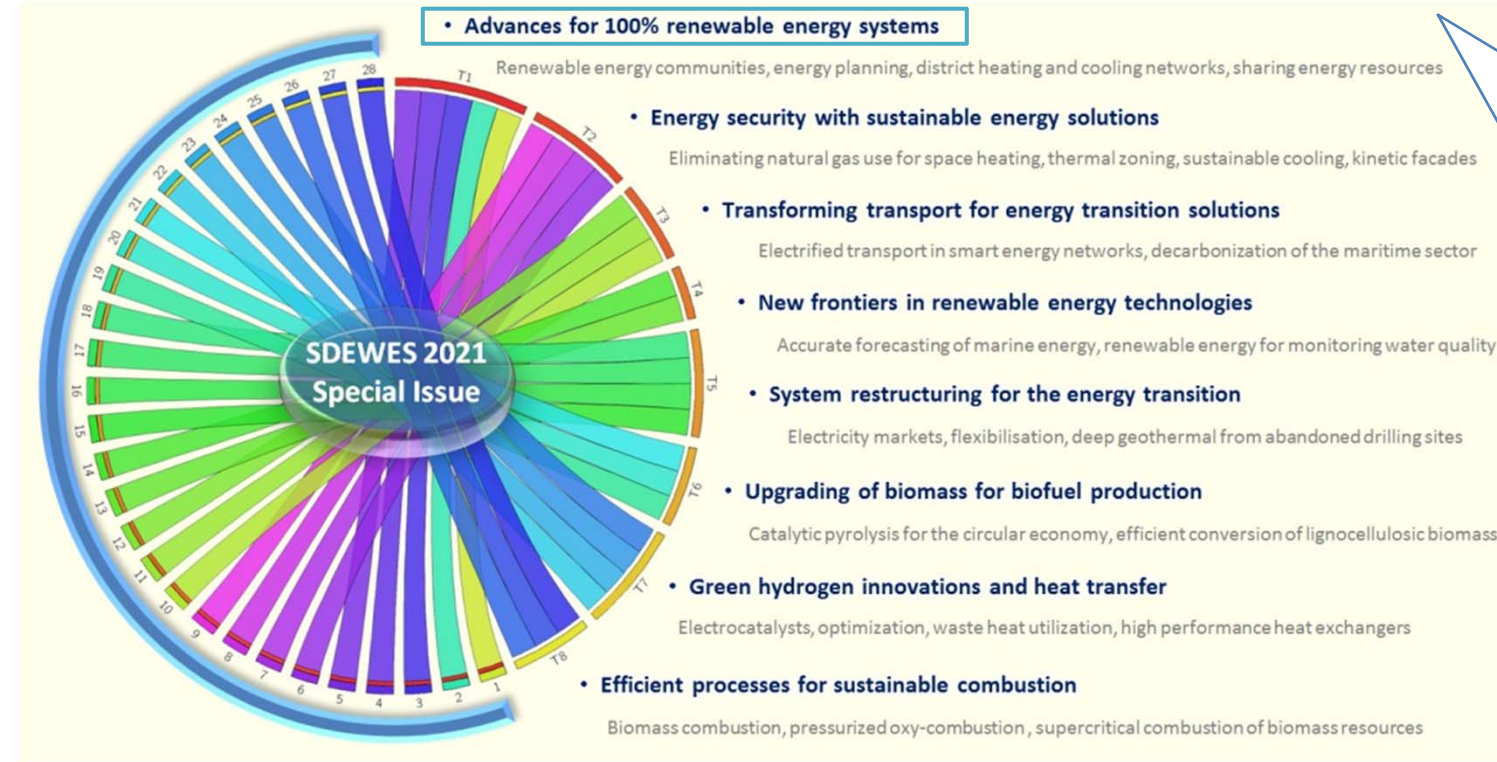 • Advances for 100% renewable energy systems
Renewable energy communities, energy planning, district heating and cooling networks, sharing energy resources
• Energy security with sustainable energy solutions
Eliminating natural gas use for space heating, thermal zoning, sustainable cooling, kinetic facades
• Transforming transport for energy transition solutions
Electrified transport in smart energy networks, decarbonization of the maritime sector
• New frontiers in renewable energy technologies
Accurate forecasting of marine energy, renewable energy for monitoring water quality
• System restructuring for the energy transition
Electricity markets, flexibilisation, deep geothermal from abandoned drilling sites
• Upgrading of biomass for biofuel production
Catalytic pyrolysis for the circular economy, efficient conversion of lignocellulosic biomass
• Green hydrogen innovations and heat transfer
Electrocatalysts, optimization, waste heat utilization, high performance heat exchangers
• Efficient processes for sustainable combustion
Biomass combustion, pressurized oxy-combustion, supercritical combustion of biomass resources
SDEWES 2021
Special Issue
T1
T2
T3
T4
T5
T6
T7
T8
1
2
3
4
5
6
7
8
9
10
11
12
13
14
15
16
17
18
19
20
21
22
23
24
25
26
27
28